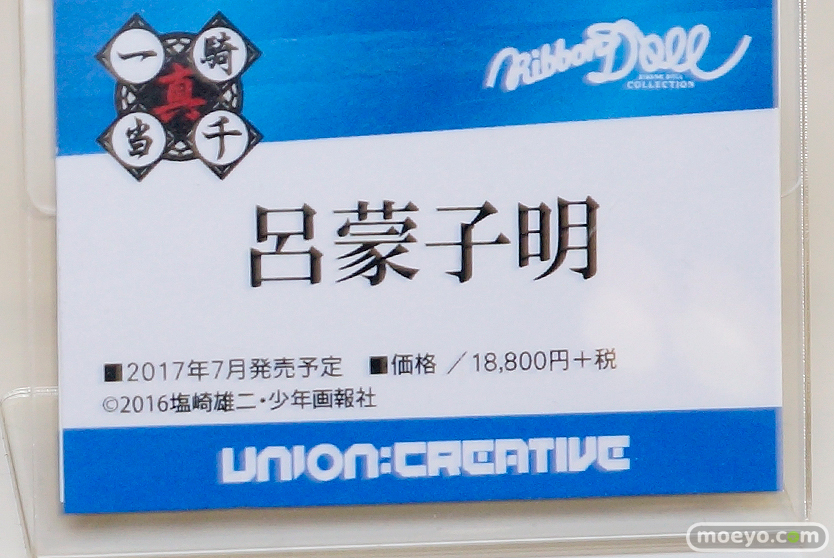 一騎
真
当千
Ribbon Doll
RIBBON DOLL
COLLECTION
呂蒙子明
■2017年7月発売予定 ■価格／18,800円＋税
©2016塩崎雄二・少年画報社
UNION:CREATIVE
moeyo.com